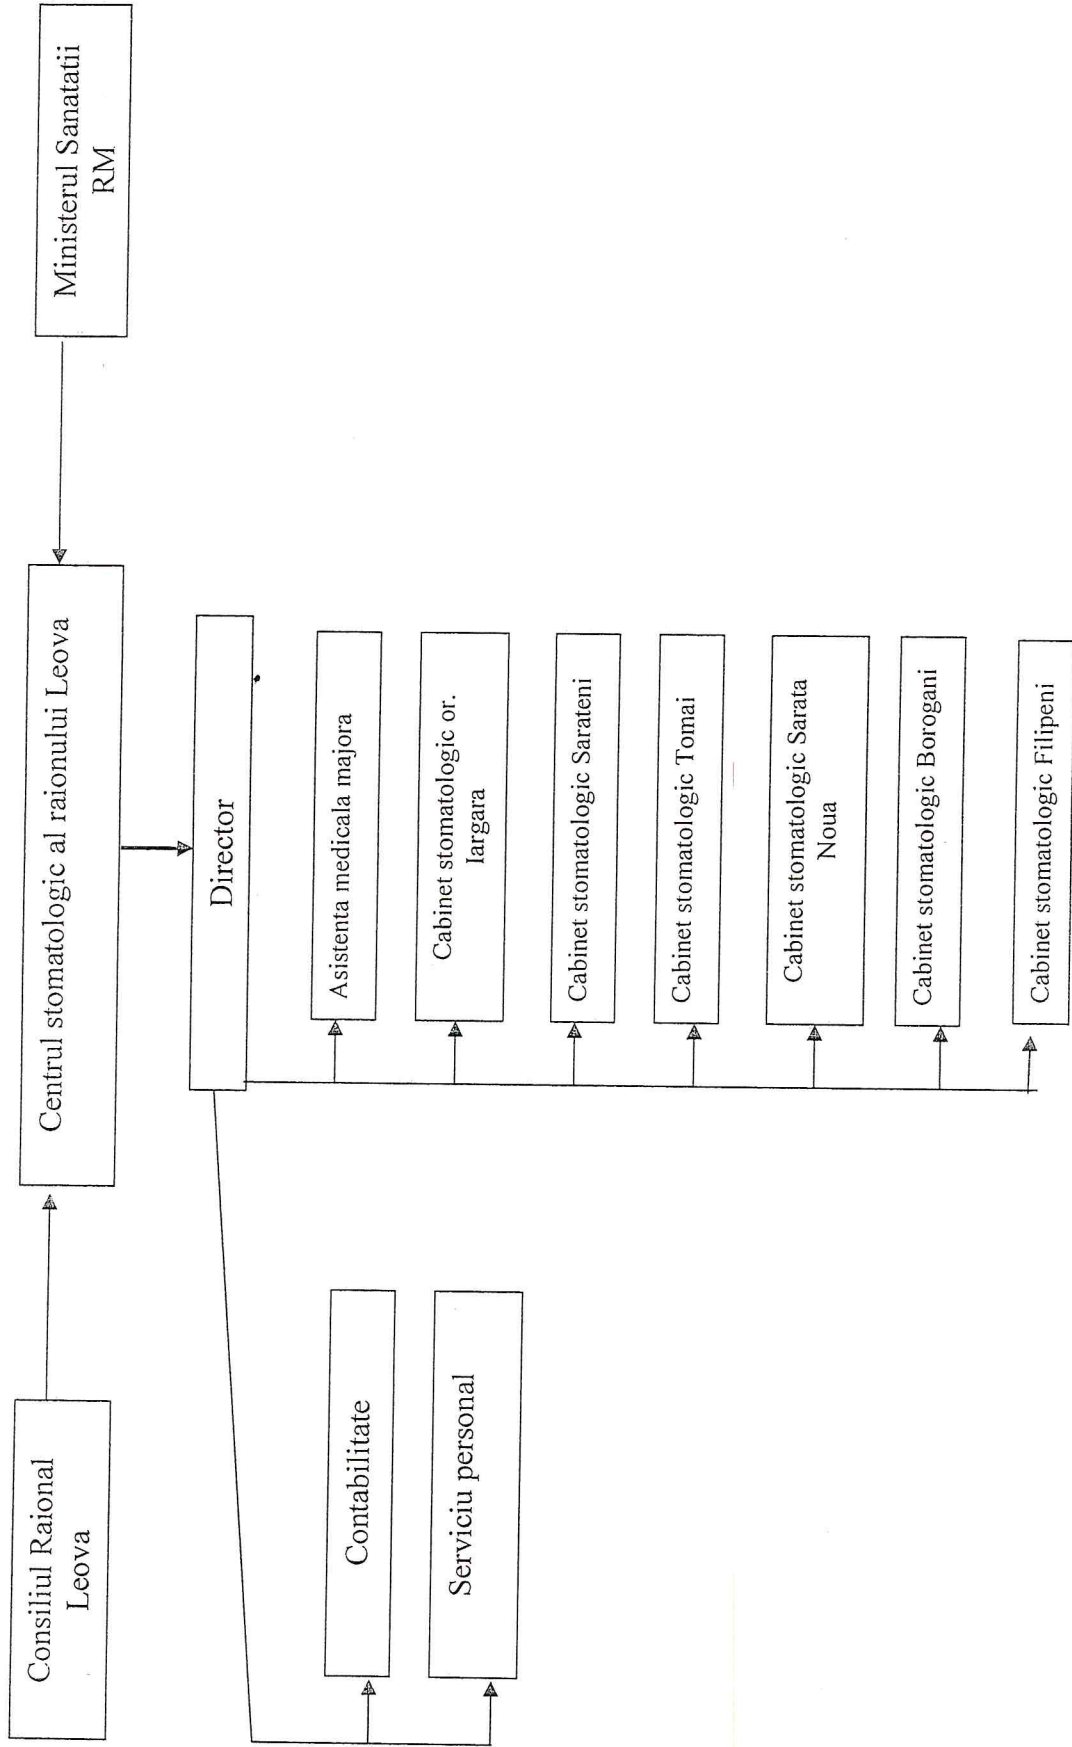 Consiliul Raional
Leova
Centrul stomatologic al raionului Leova
Ministerul Sanatatii
RM
Director
Contabilitate
Serviciu personal
Asistenta medicala majora
Cabinet stomatologic or.
Iargara
Cabinet stomatologic Sarateni
Cabinet stomatologic Tomai
Cabinet stomatologic Sarata
Noua
Cabinet stomatologic Borogani
Cabinet stomatologic Filipeni